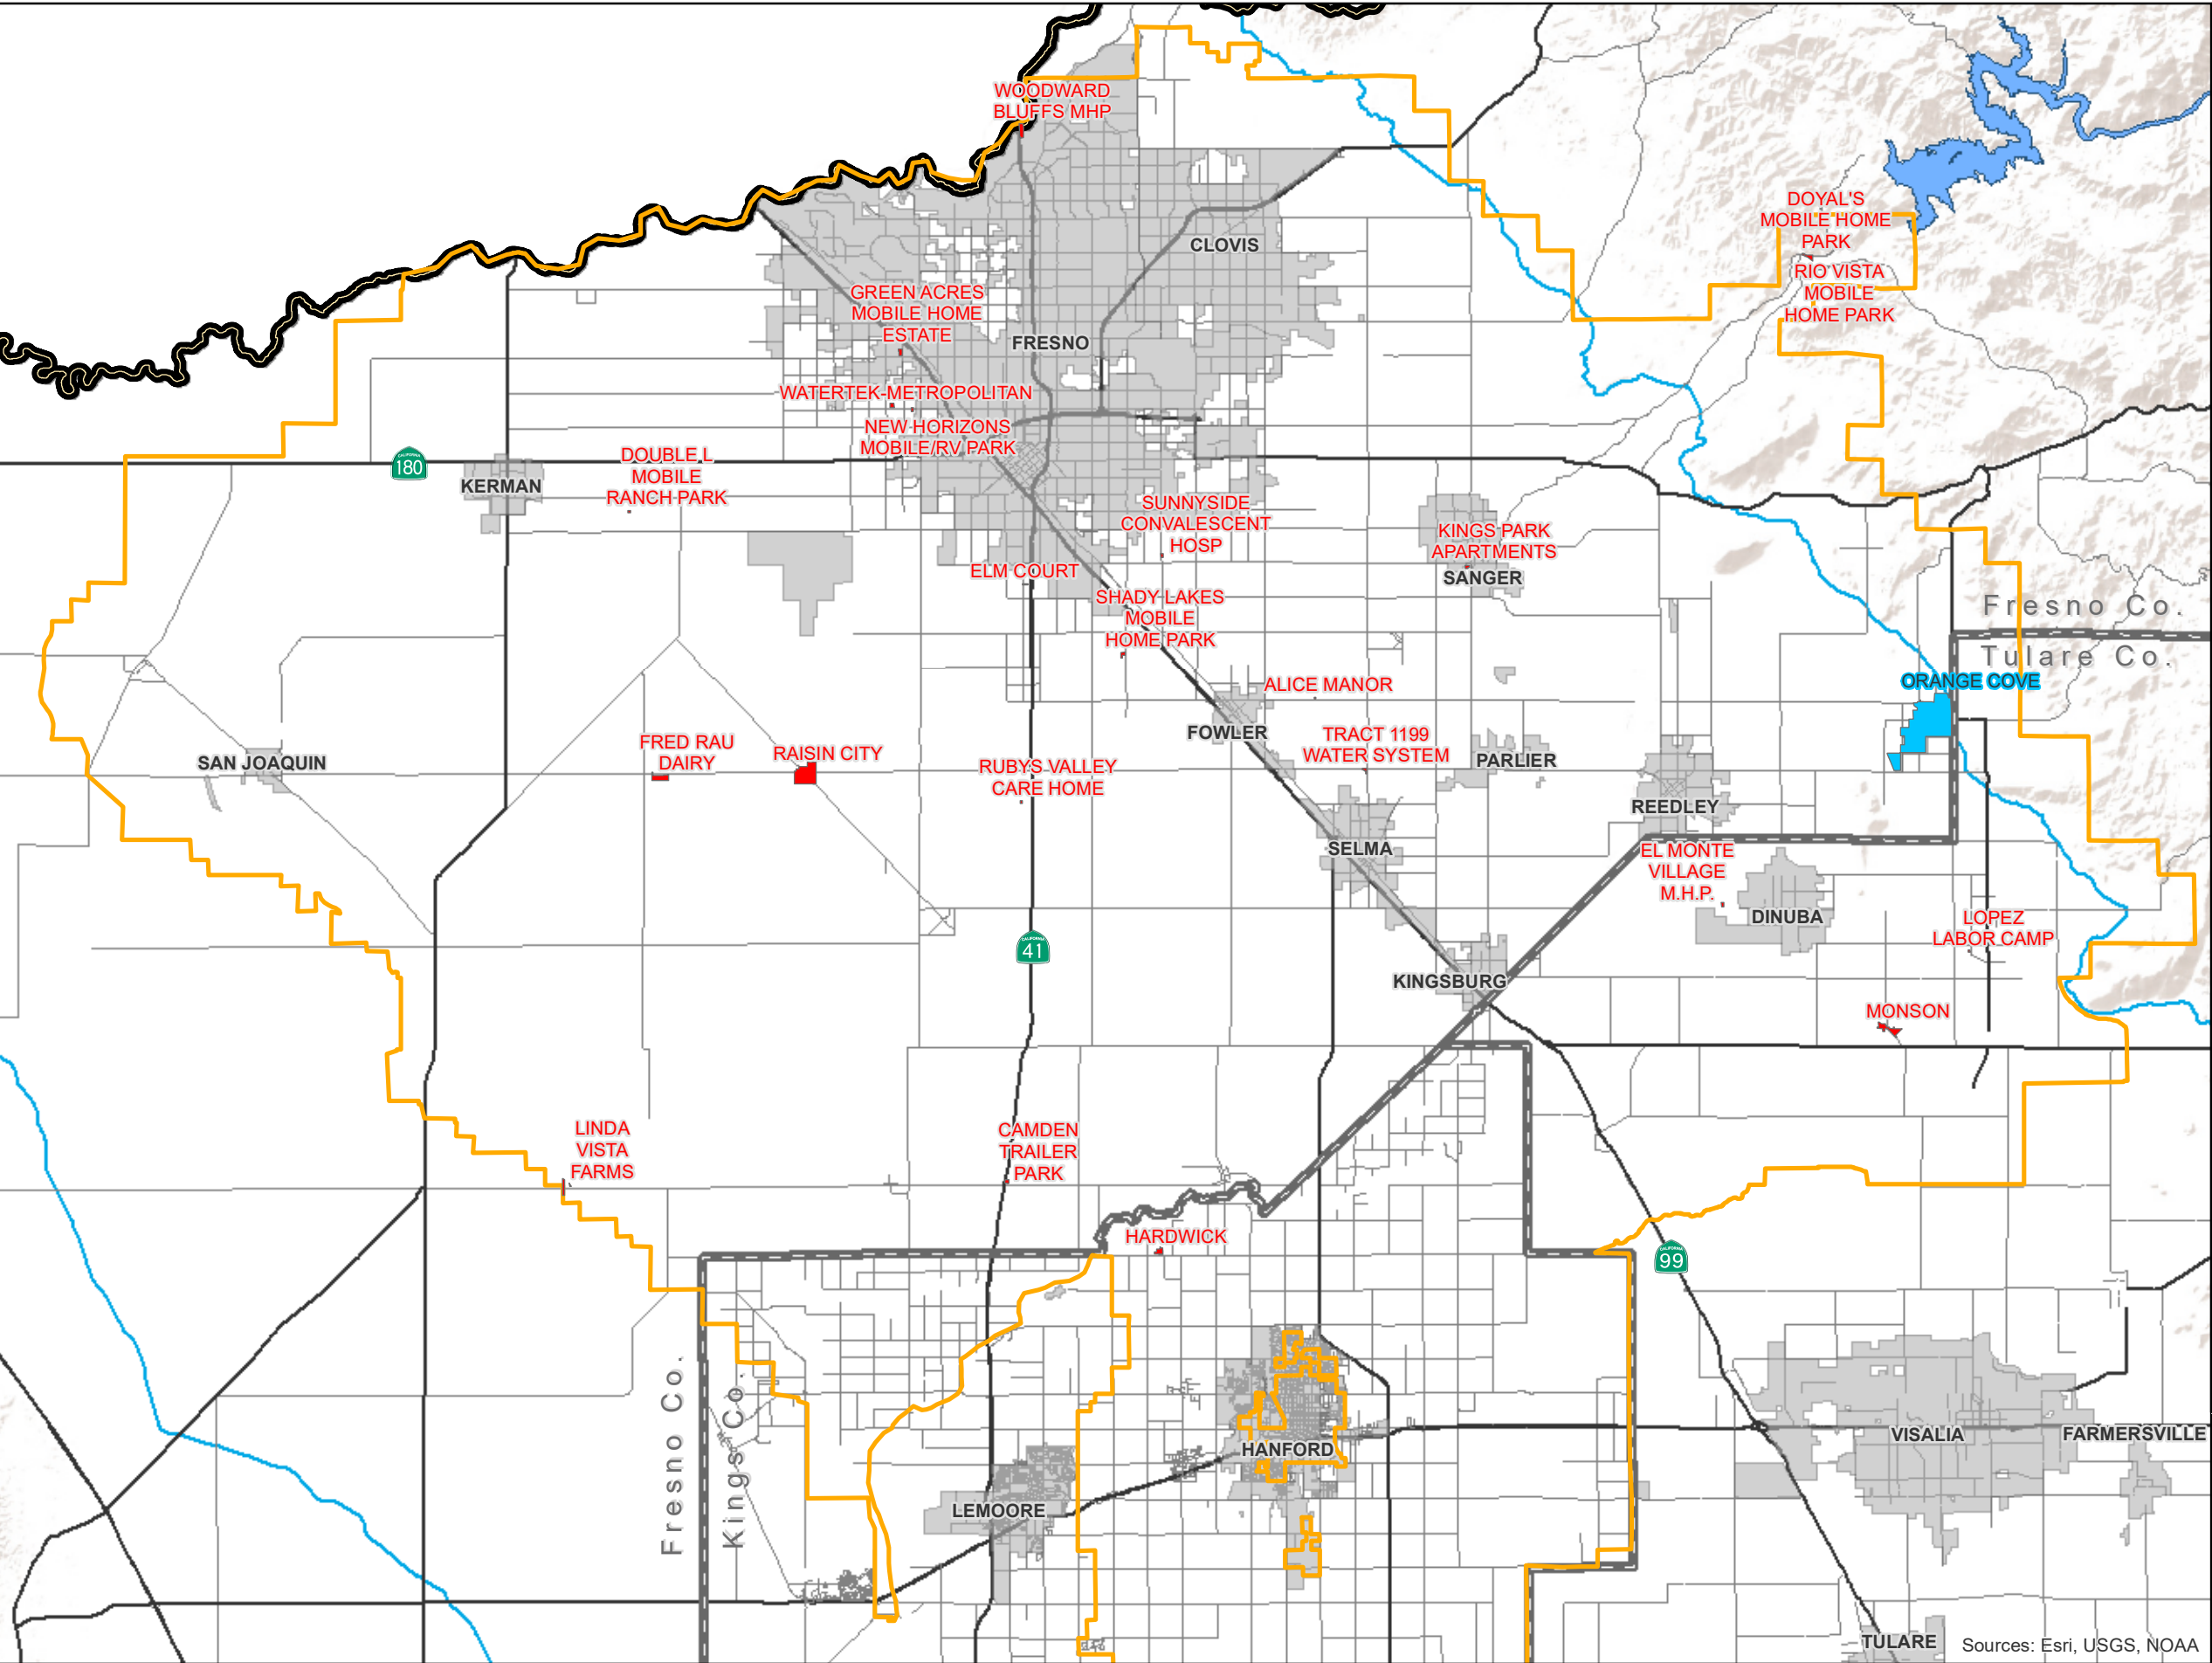 WOODWARD
BLUFFS MHP
DOYAL'S
MOBILE HOME
PARK
CLOVIS
RIO VISTA
MOBILE
HOME PARK
GREEN ACRES
MOBILE HOME
ESTATE
FRESNO
WATERTEK-METROPOLITAN
NEW HORIZONS
MOBILE/RV PARK
CALIFORNIA
180
KERMAN
DOUBLE L
MOBILE
RANCH PARK
SUNNYSIDE
CONVALESCENT
HOSP
KINGS PARK
APARTMENTS
SANGER
ELM COURT
SHADY LAKES
MOBILE
HOME PARK
Fresno Co.
Tulare Co.
ORANGE COVE
ALICE MANOR
FOWLER
TRACT 1199
WATER SYSTEM
PARLIER
SAN JOAQUIN
FRED RAU
DAIRY
RAISIN CITY
RUBYS VALLEY
CARE HOME
REEDLEY
SELMA
EL MONTE
VILLAGE
M.H.P.
DINUBA
LOPEZ
LABOR CAMP
CALIFORNIA
41
KINGSBURG
MONSON
LINDA
VISTA
FARMS
CAMDEN
TRAILER
PARK
HARDWICK
CALIFORNIA
99
Fresno Co.
Kings Co.
HANFORD
VISALIA
FARMERSVILLE
LEMOORE
TULARE
Sources: Esri, USGS, NOAA